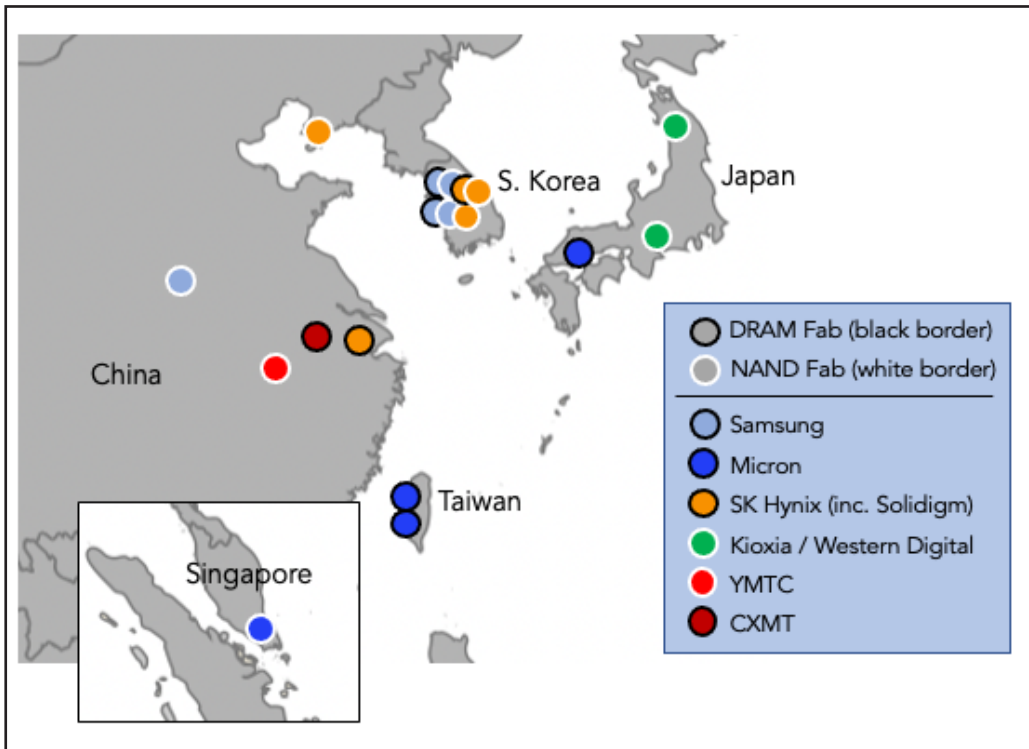 S. Korea
Japan
China
Taiwan
Singapore
DRAM Fab (black border)
NAND Fab (white border)
Samsung
Micron
SK Hynix (inc. Solidigm)
Kioxia / Western Digital
YMTC
CXMT